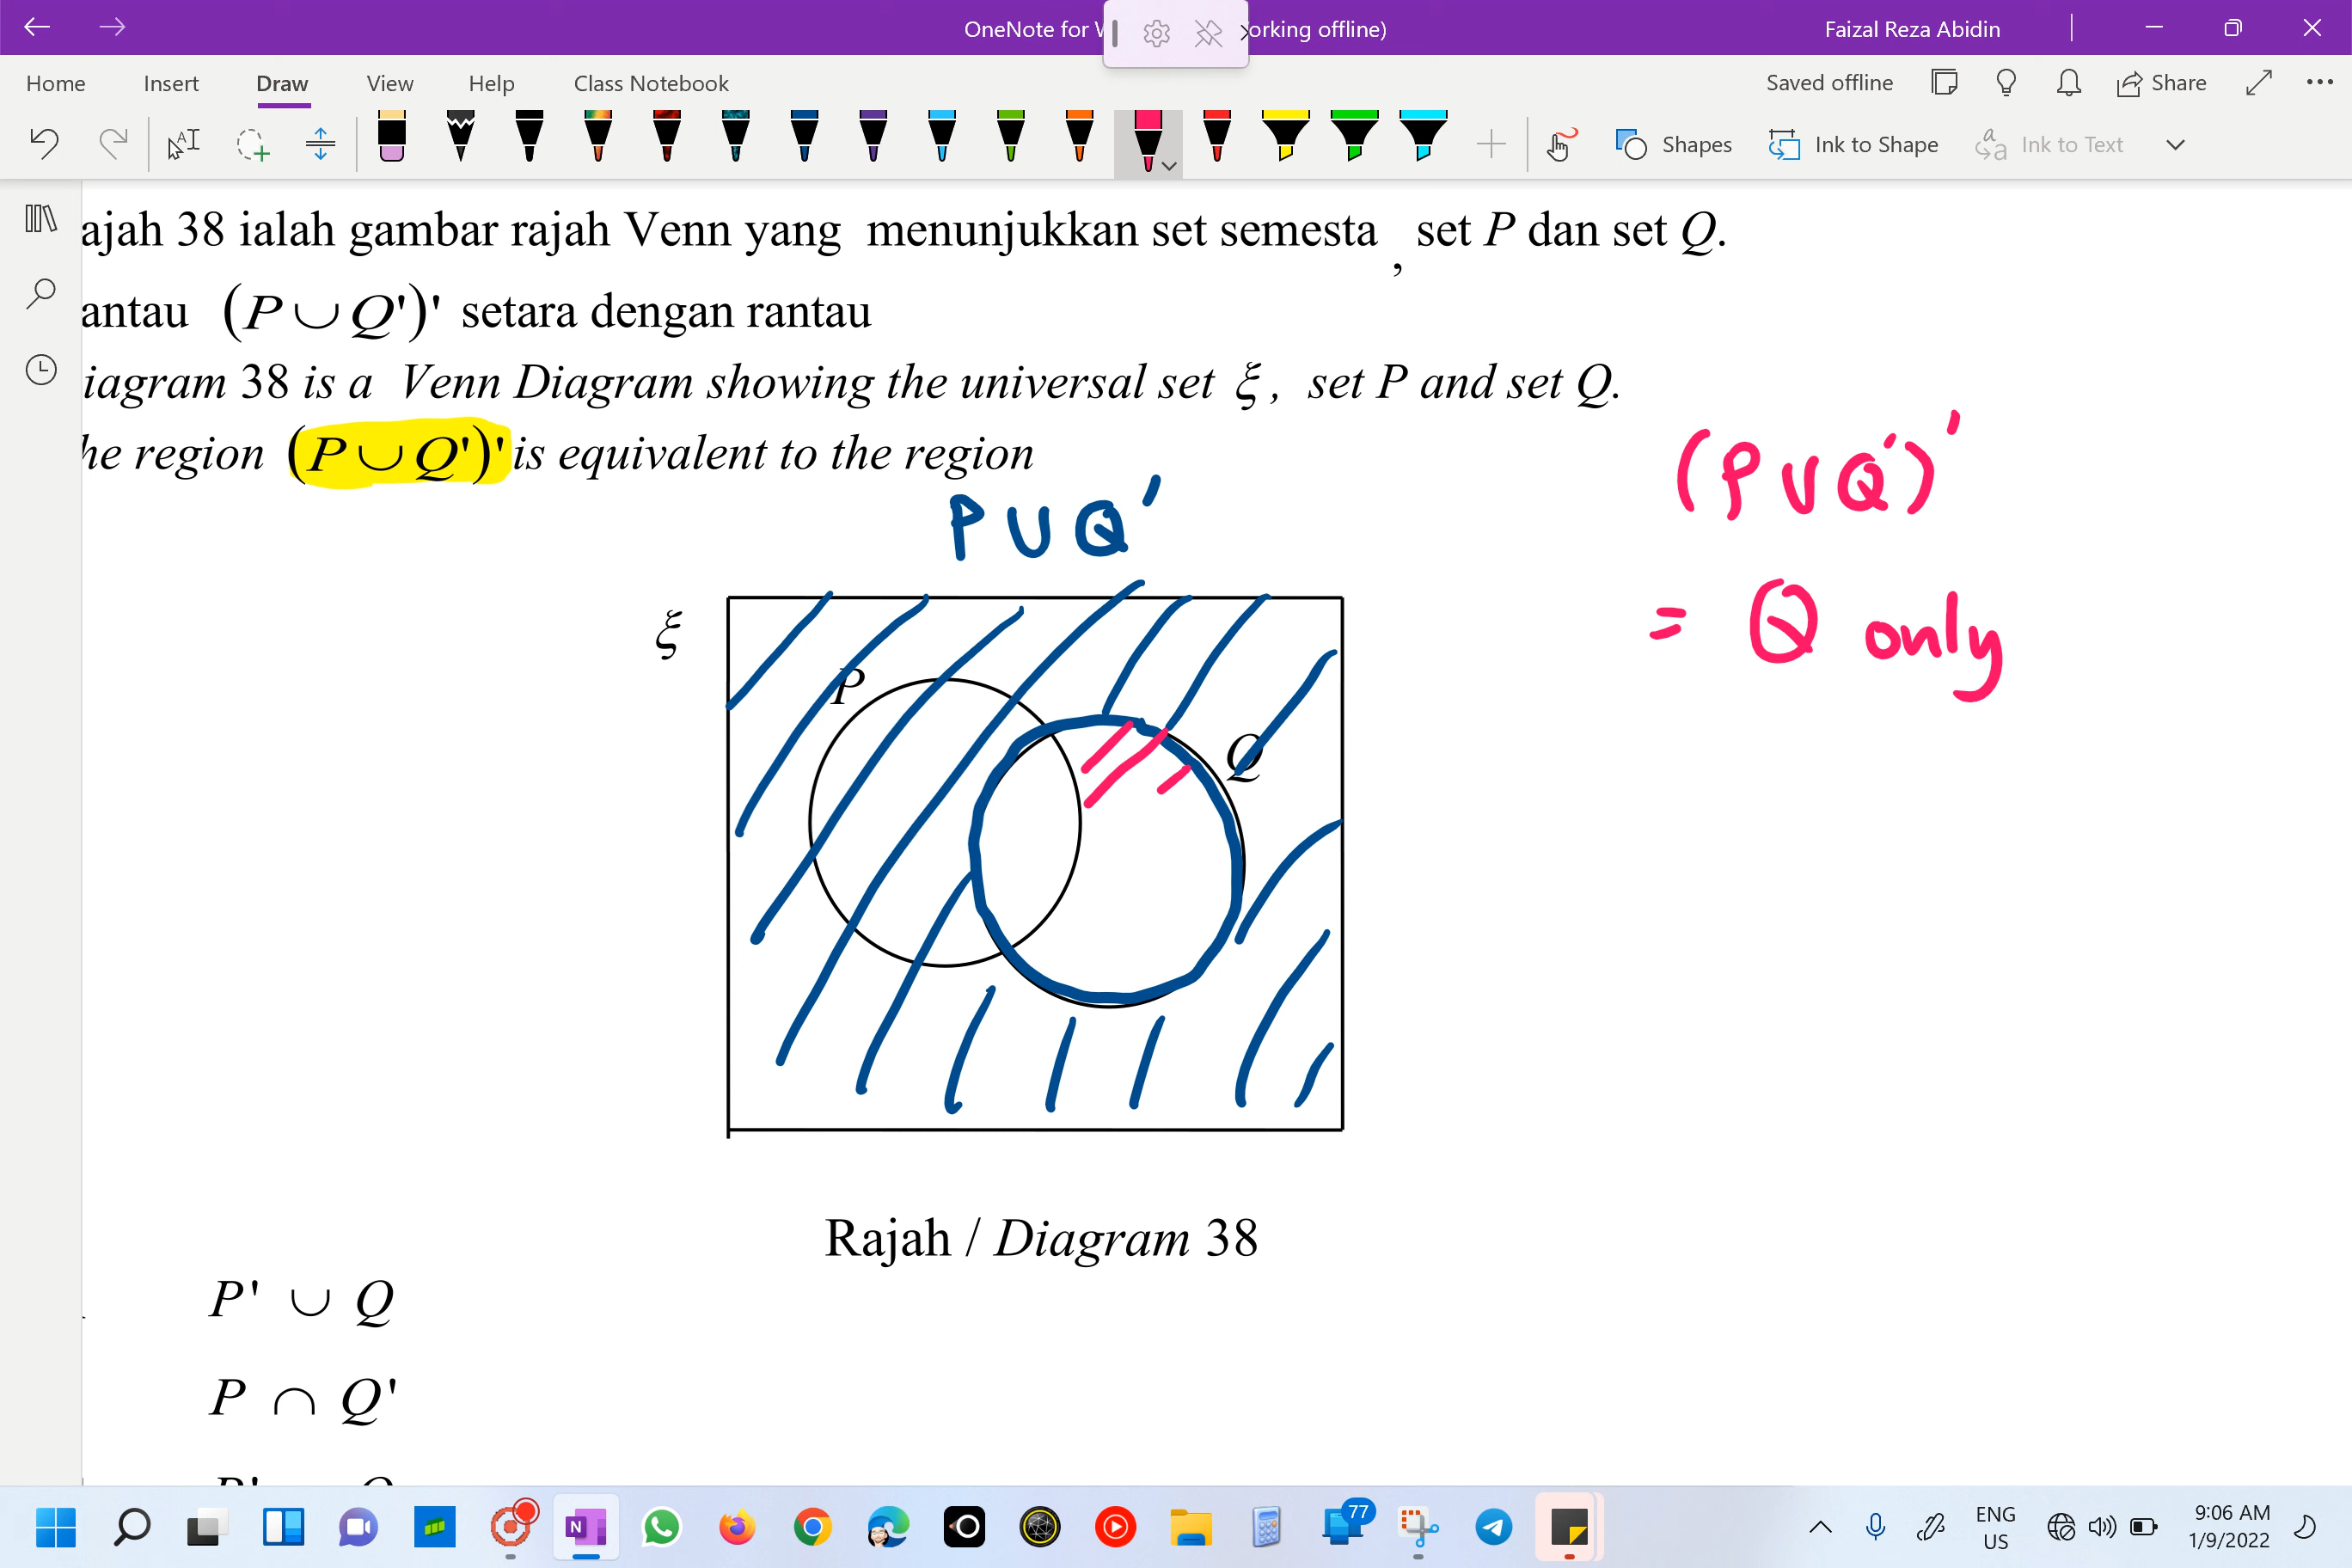 OneNote for W
orking offline)
Faizal Reza Abidin
Home Insert Draw View Help Class Notebook
Saved offline Share
Shapes Ink to Shape Ink to Text
ajah 38 ialah gambar rajah Venn yang menunjukkan set semesta , set P dan set Q.
antau (P ∪ Q')' setara dengan rantau
iagram 38 is a Venn Diagram showing the universal set ξ, set P and set Q.
he region (P ∪ Q')' is equivalent to the region
(P ∪ Q')'
= Q only
P ∪ Q'
ξ
P
Q
Rajah / Diagram 38
P' ∪ Q
P ∩ Q'
77
ENG
US
9:06 AM
1/9/2022